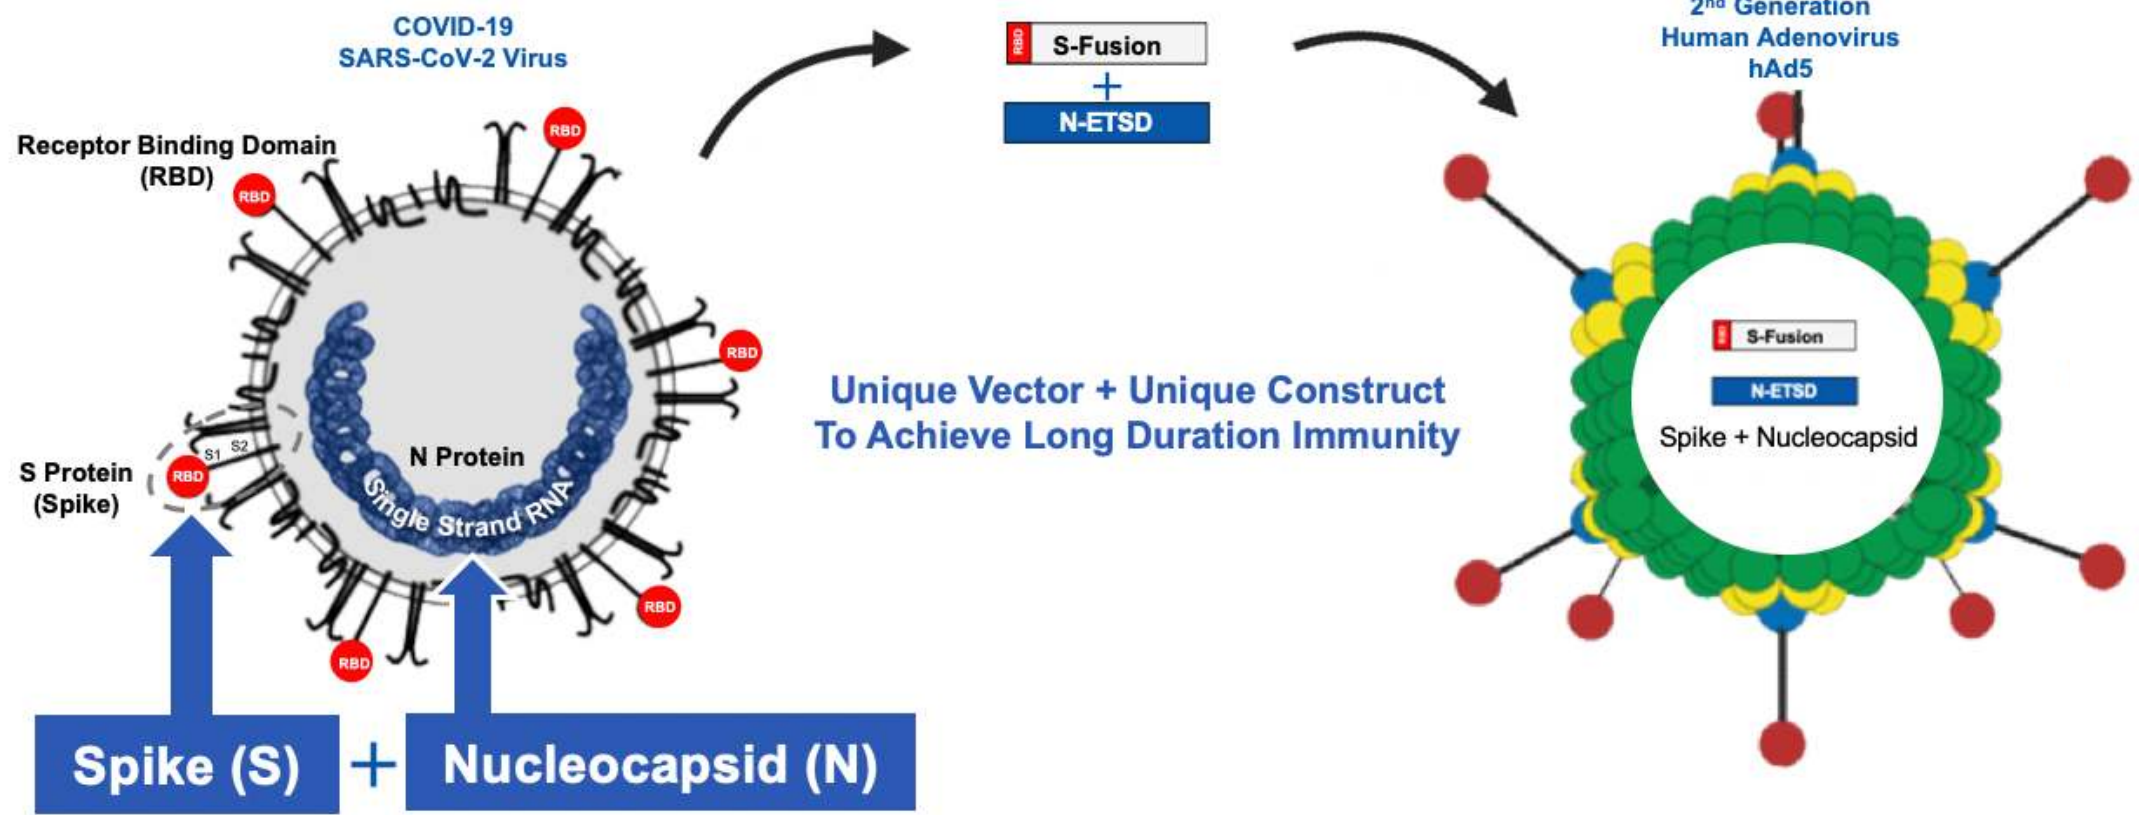 COVID-19
SARS-CoV-2 Virus
Receptor Binding Domain
(RBD)
RBD
RBD
RBD
S1
S2
RBD
S Protein
(Spike)
N Protein
Single Strand RNA
RBD
RBD
Spike (S)
+
Nucleocapsid (N)
RBD
S-Fusion
+
N-ETSD
Unique Vector + Unique Construct
To Achieve Long Duration Immunity
2nd Generation
Human Adenovirus
hAd5
RBD
S-Fusion
N-ETSD
Spike + Nucleocapsid